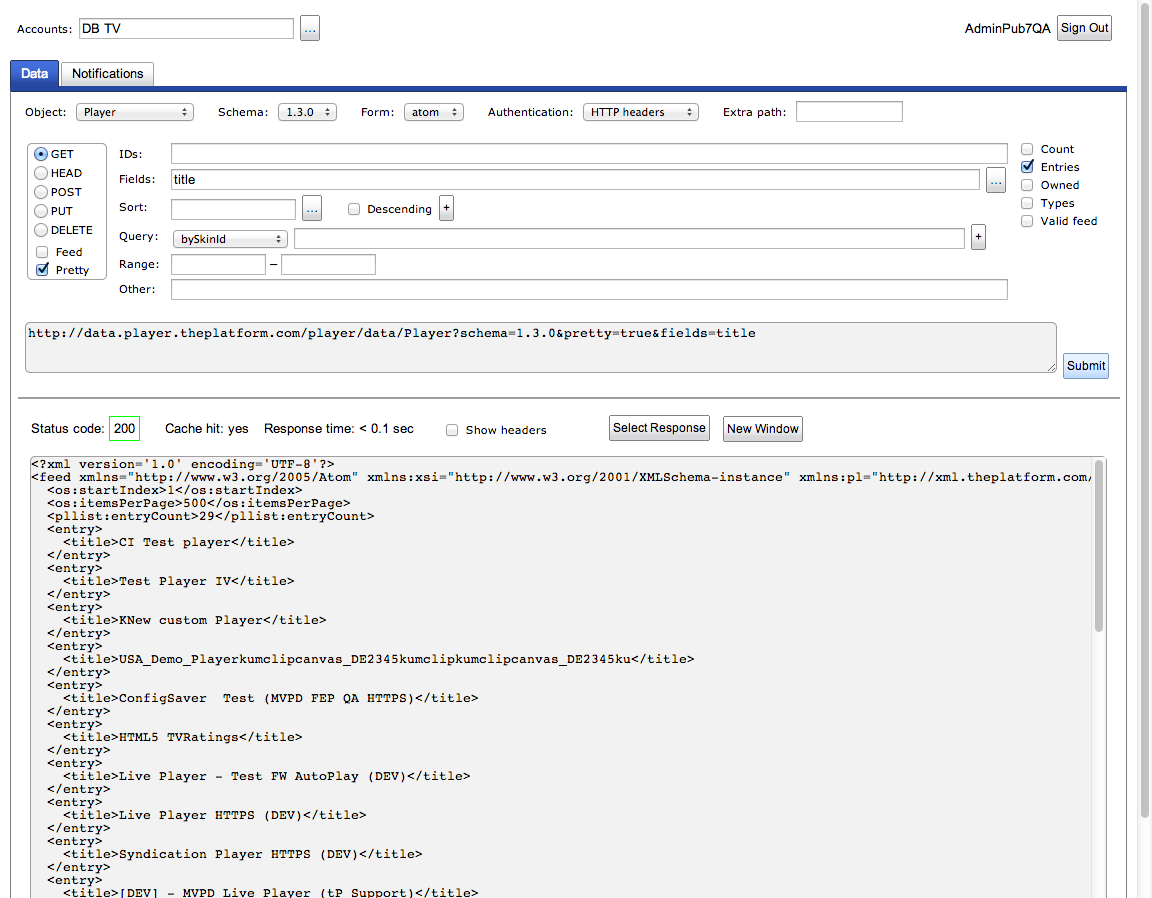 Accounts: DB TV ... AdminPub7QA Sign Out
Data Notifications
Object: Player Schema: 1.3.0 Form: atom Authentication: HTTP headers Extra path:
GET
HEAD
POST
PUT
DELETE
Feed
Pretty
IDs:
Fields: title ...
Sort: ... Descending +
Query: bySkinId +
Range: –
Other:
Count
Entries
Owned
Types
Valid feed
http://data.player.theplatform.com/player/data/Player?schema=1.3.0&pretty=true&fields=title
Submit
Status code: 200 Cache hit: yes Response time: < 0.1 sec Show headers Select Response New Window
<?xml version='1.0' encoding='UTF-8'?>
<feed xmlns="http://www.w3.org/2005/Atom" xmlns:xsi="http://www.w3.org/2001/XMLSchema-instance" xmlns:pl="http://xml.theplatform.com/
<os:startIndex>1</os:startIndex>
<os:itemsPerPage>500</os:itemsPerPage>
<pllist:entryCount>29</pllist:entryCount>
<entry>
<title>CI Test player</title>
</entry>
<entry>
<title>Test Player IV</title>
</entry>
<entry>
<title>KNew custom Player</title>
</entry>
<entry>
<title>USA_Demo_Playerkumclipcanvas_DE2345kumclipkumclipcanvas_DE2345ku</title>
</entry>
<entry>
<title>ConfigSaver  Test (MVPD FEP QA HTTPS)</title>
</entry>
<entry>
<title>HTML5 TVRatings</title>
</entry>
<entry>
<title>Live Player - Test FW AutoPlay (DEV)</title>
</entry>
<entry>
<title>Live Player HTTPS (DEV)</title>
</entry>
<entry>
<title>Syndication Player HTTPS (DEV)</title>
</entry>
<entry>
<title>[DEV] - MVPD Live Player (tP Support)</title>